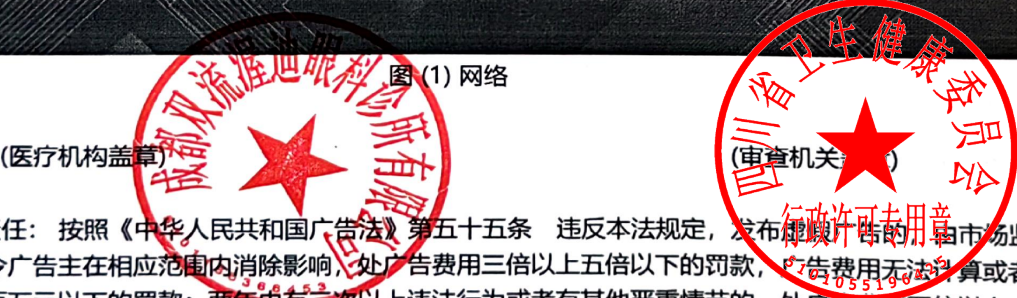 图 (1) 网络
成都双流渥迪眼科诊所有限公司
四川省卫生健康委员会
(医疗机构盖章)
(审查机关盖章)
行政许可专用章
5101055196425
任： 按照《中华人民共和国广告法》第五十五条 违反本法规定，发布虚假广告的，由市场监
令广告主在相应范围内消除影响，处广告费用三倍以上五倍以下的罚款，广告费用无法计算或者